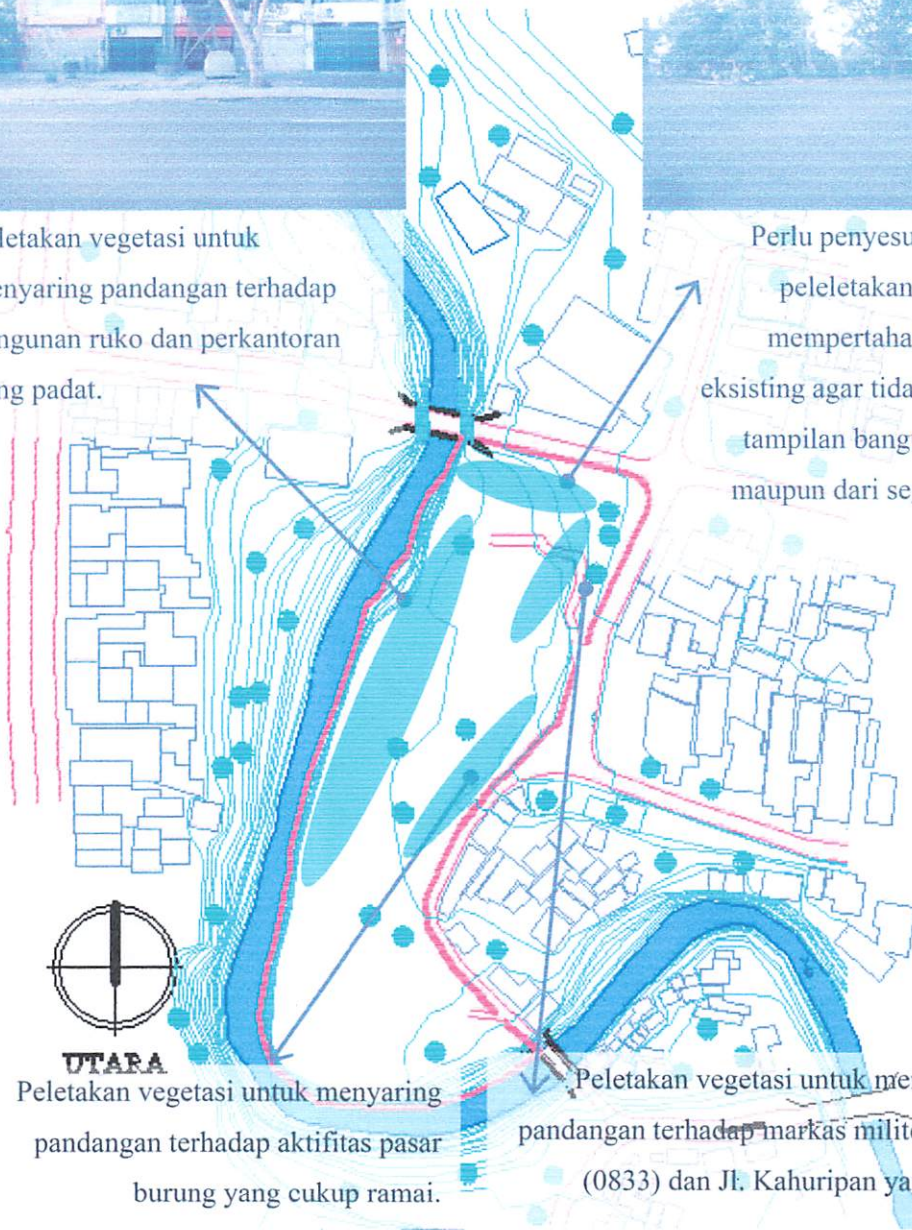 letakan vegetasi untuk
enyaring pandangan terhadap
ngunan ruko dan perkantoran
ng padat.
Perlu penyesu
peleletakan
mempertaha
eksisting agar tida
tampilan bang
maupun dari se
UTARA
Peletakan vegetasi untuk menyaring
pandangan terhadap aktifitas pasar
burung yang cukup ramai.
Peletakan vegetasi untuk me
pandangan terhadap markas milite
(0833) dan Jl. Kahuripan ya